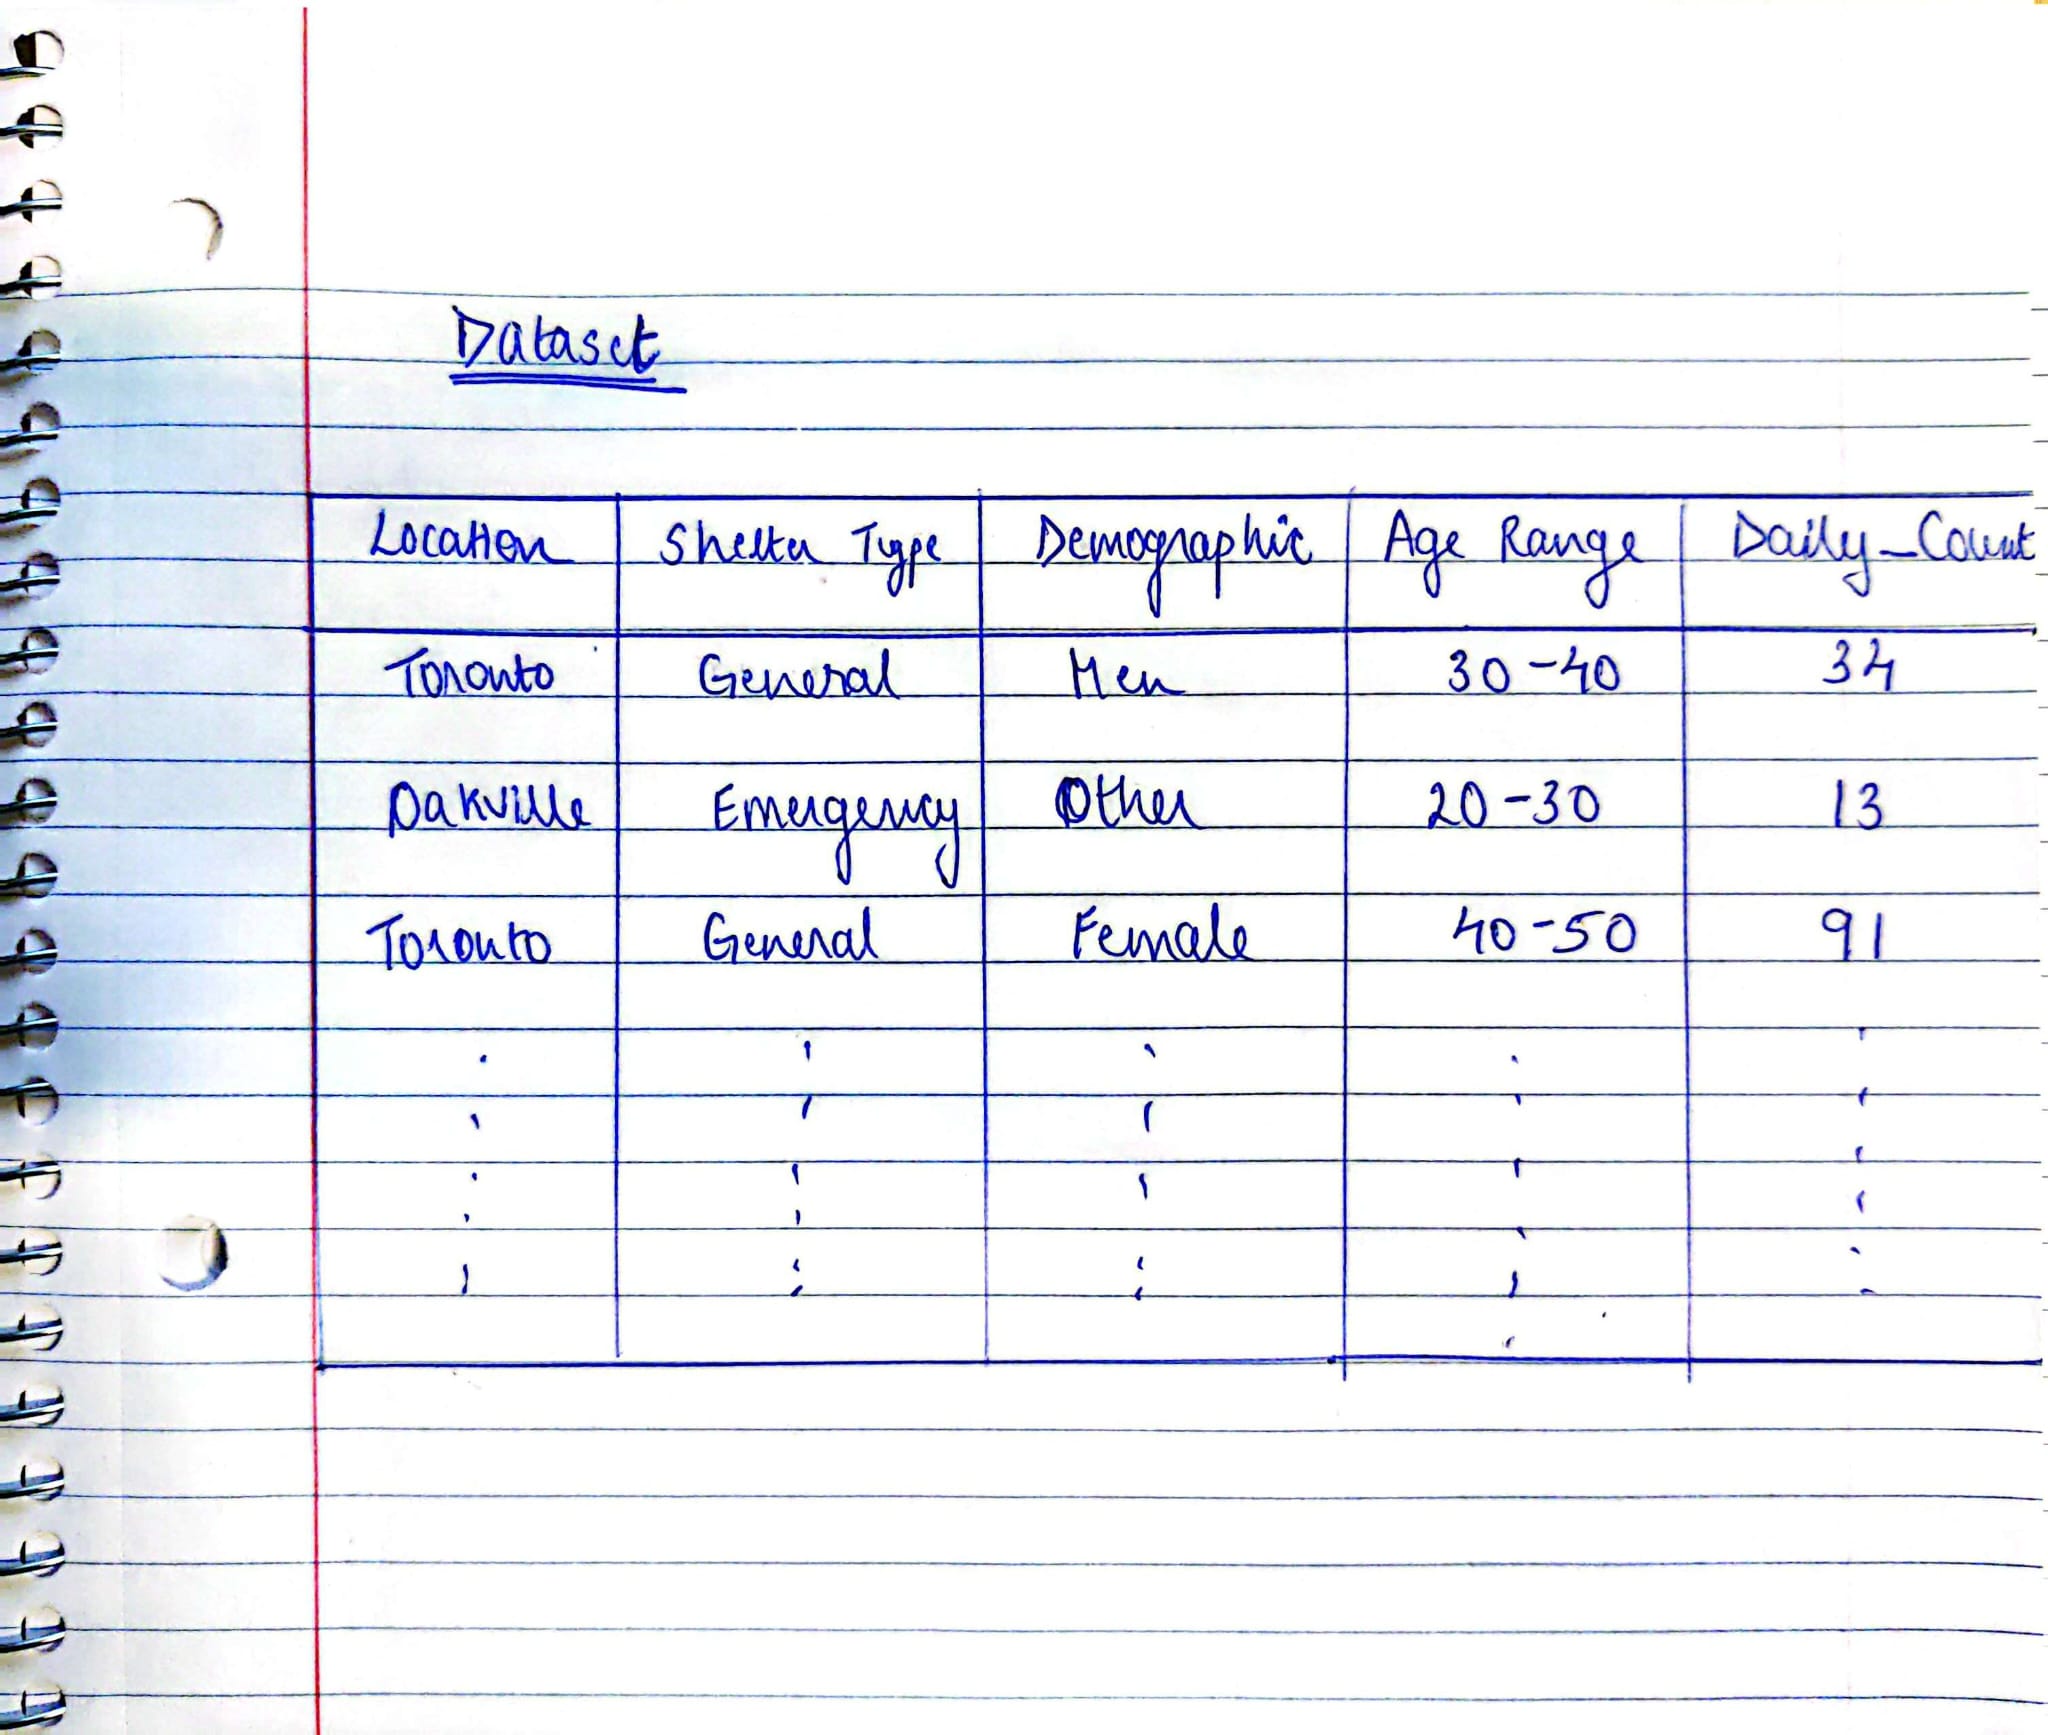 Dataset
Location Shelter Type Demographic Age Range Daily_Count
Toronto General Men 30-40 34
Oakville Emergency Other 20-30 13
Toronto General Female 40-50 91